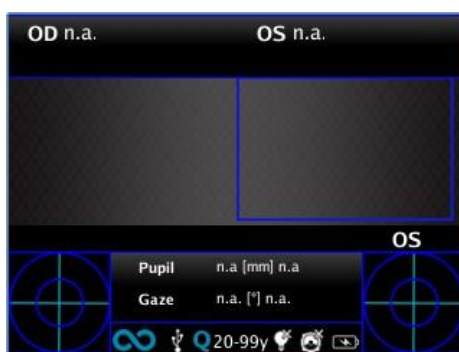 OD n.a. OS n.a.
OS
Pupil n.a [mm] n.a
Gaze n.a. [°] n.a.
Q 20-99y